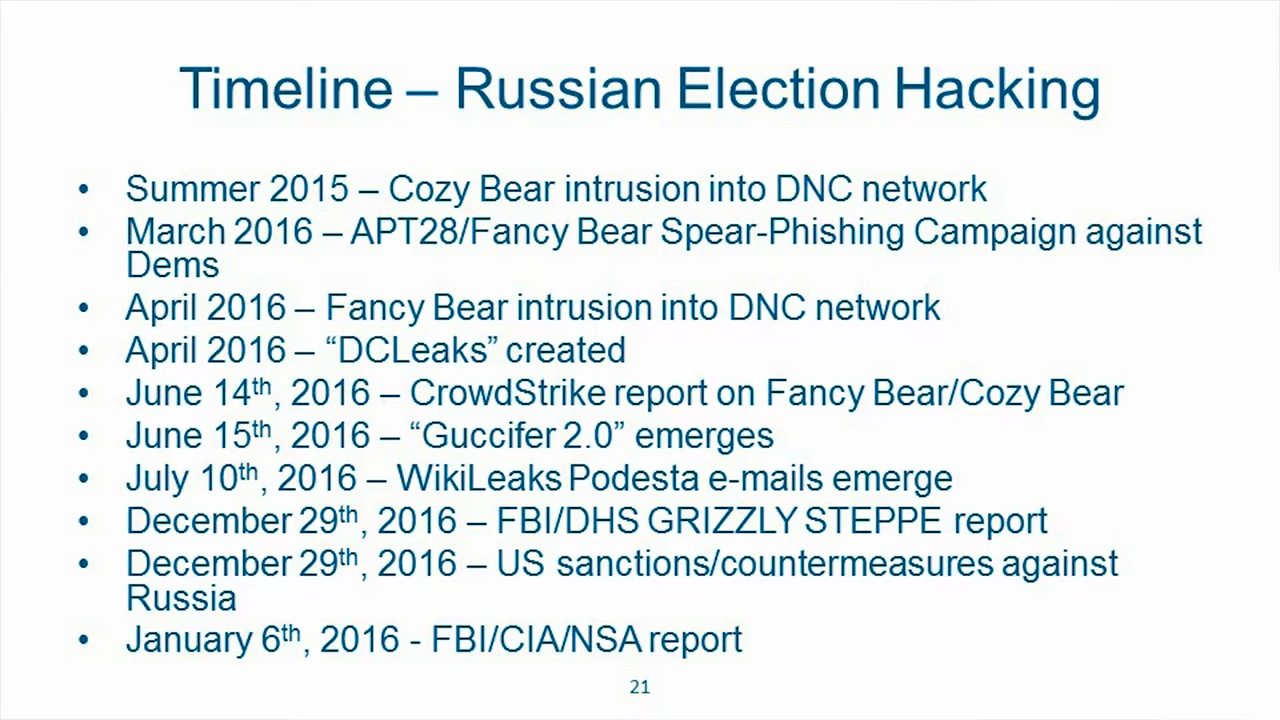 Timeline – Russian Election Hacking
• Summer 2015 – Cozy Bear intrusion into DNC network
• March 2016 – APT28/Fancy Bear Spear-Phishing Campaign against
Dems
• April 2016 – Fancy Bear intrusion into DNC network
• April 2016 – “DCLeaks” created
• June 14th, 2016 – CrowdStrike report on Fancy Bear/Cozy Bear
• June 15th, 2016 – “Guccifer 2.0” emerges
• July 10th, 2016 – WikiLeaks Podesta e-mails emerge
• December 29th, 2016 – FBI/DHS GRIZZLY STEPPE report
• December 29th, 2016 – US sanctions/countermeasures against
Russia
• January 6th, 2016 - FBI/CIA/NSA report
21